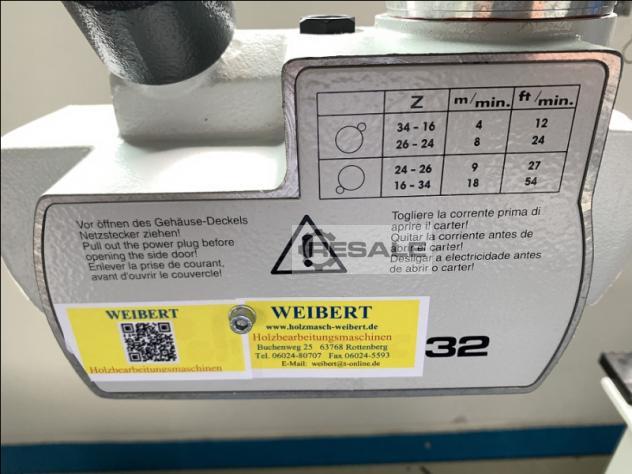 Z m/min. ft/min.
34 - 16 4 12
26 - 24 8 24
24 - 26 9 27
16 - 34 18 54
Vor öffnen des Gehäuse-Deckels
Netzstecker ziehen!
Pull out the power plug before
opening the side door!
Enlever la prise de courant,
avant d'ouvrir le couvercle!
Togliere la corrente prima di
aprire il carter!
Quitar la corriente antes de
abrir el carter!
Desligar a electricidade antes
de abrir o carter!
RESALE
WEIBERT
Holzbearbeitungsmaschinen
WEIBERT
www.holzmasch-weibert.de
Holzbearbeitungsmaschinen
Buchenweg 25 63768 Rottenberg
Tel. 06024-80707 Fax 06024-5593
E-Mail: weibert@t-online.de
32